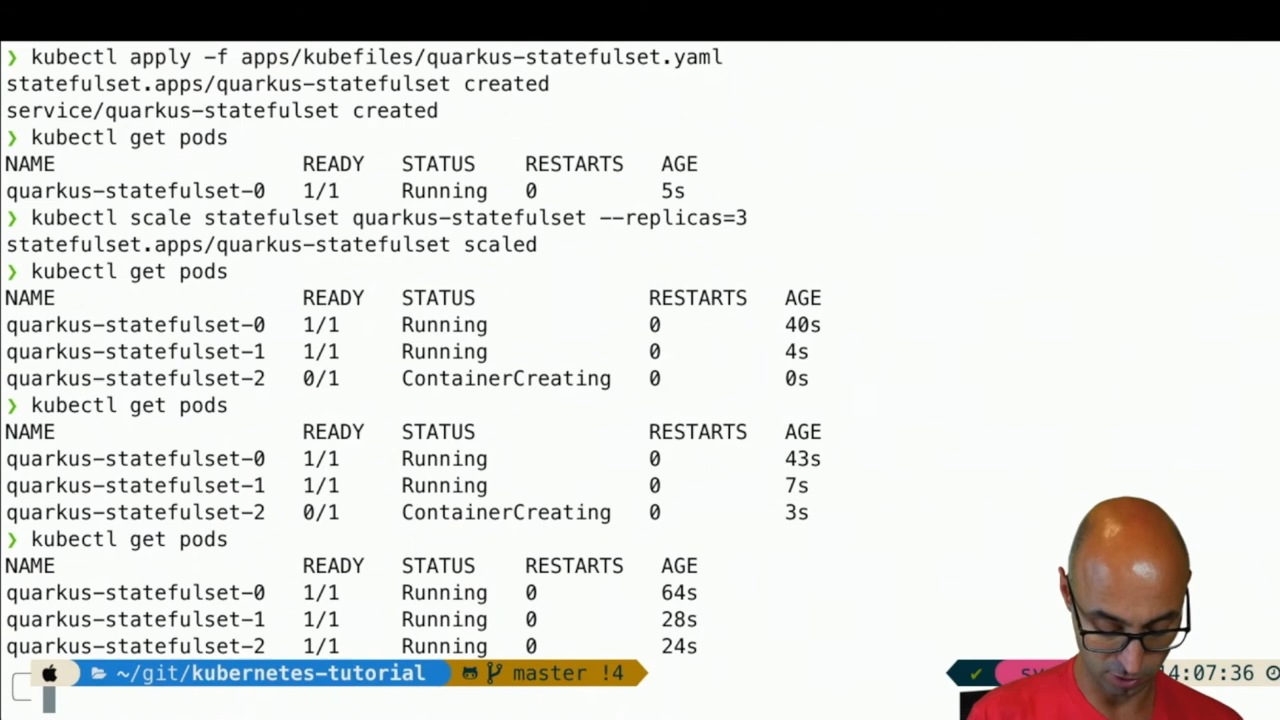 ❯ kubectl apply -f apps/kubefiles/quarkus-statefulset.yaml
statefulset.apps/quarkus-statefulset created
service/quarkus-statefulset created
❯ kubectl get pods
NAME READY STATUS RESTARTS AGE
quarkus-statefulset-0 1/1 Running 0 5s
❯ kubectl scale statefulset quarkus-statefulset --replicas=3
statefulset.apps/quarkus-statefulset scaled
❯ kubectl get pods
NAME READY STATUS RESTARTS AGE
quarkus-statefulset-0 1/1 Running 0 40s
quarkus-statefulset-1 1/1 Running 0 4s
quarkus-statefulset-2 0/1 ContainerCreating 0 0s
❯ kubectl get pods
NAME READY STATUS RESTARTS AGE
quarkus-statefulset-0 1/1 Running 0 43s
quarkus-statefulset-1 1/1 Running 0 7s
quarkus-statefulset-2 0/1 ContainerCreating 0 3s
❯ kubectl get pods
NAME READY STATUS RESTARTS AGE
quarkus-statefulset-0 1/1 Running 0 64s
quarkus-statefulset-1 1/1 Running 0 28s
quarkus-statefulset-2 1/1 Running 0 24s
~/git/kubernetes-tutorial master !4 ✔ 4:07:36